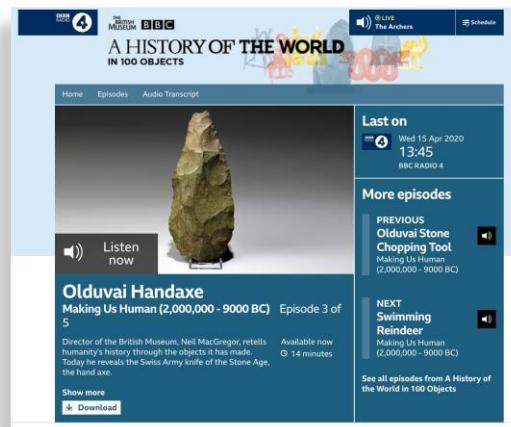 BBC
RADIO
4
THE
BRITISH
MUSEUM
BBC
LIVE
The Archers
Schedule
A HISTORY OF THE WORLD
IN 100 OBJECTS
Home Episodes Audio Transcript
Listen
now
Olduvai Handaxe
Making Us Human (2,000,000 - 9000 BC) Episode 3 of
5
Director of the British Museum, Neil MacGregor, retells
humanity's history through the objects it has made.
Today he reveals the Swiss Army knife of the Stone Age,
the hand axe.
Available now
14 minutes
Show more
Download
Last on
4
Wed 15 Apr 2020
13:45
BBC RADIO 4
More episodes
PREVIOUS
Olduvai Stone
Chopping Tool
Making Us Human
(2,000,000 - 9000 BC)
NEXT
Swimming
Reindeer
Making Us Human
(2,000,000 - 9000 BC)
See all episodes from A History of
the World in 100 Objects